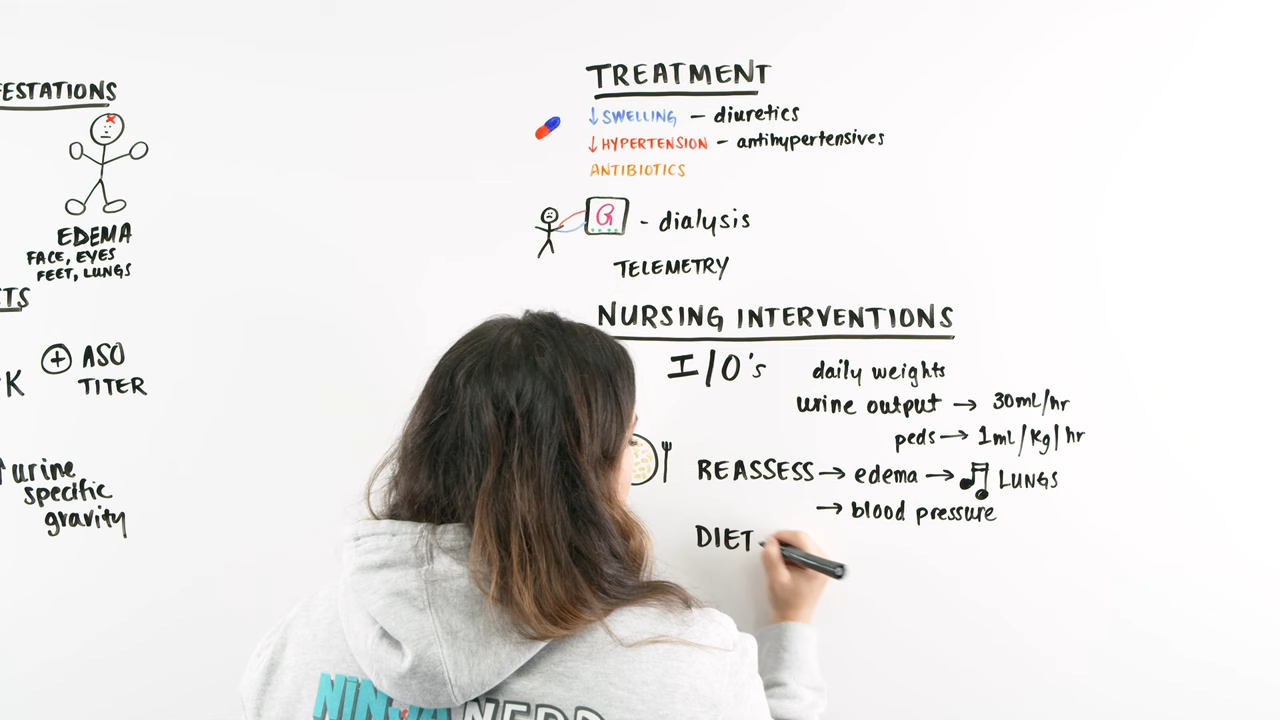 ESTATIONS
EDEMA
FACE, EYES
FEET, LUNGS
TS
K + ASO
TITER
↑ urine
specific
gravity
TREATMENT
↓ SWELLING – diuretics
↓ HYPERTENSION – antihypertensives
ANTIBIOTICS
- dialysis
TELEMETRY
NURSING INTERVENTIONS
I/O's daily weights
urine output → 30mL/hr
peds → 1mL/Kg/hr
REASSESS → edema → LUNGS
→ blood pressure
DIET
NINJA NERD